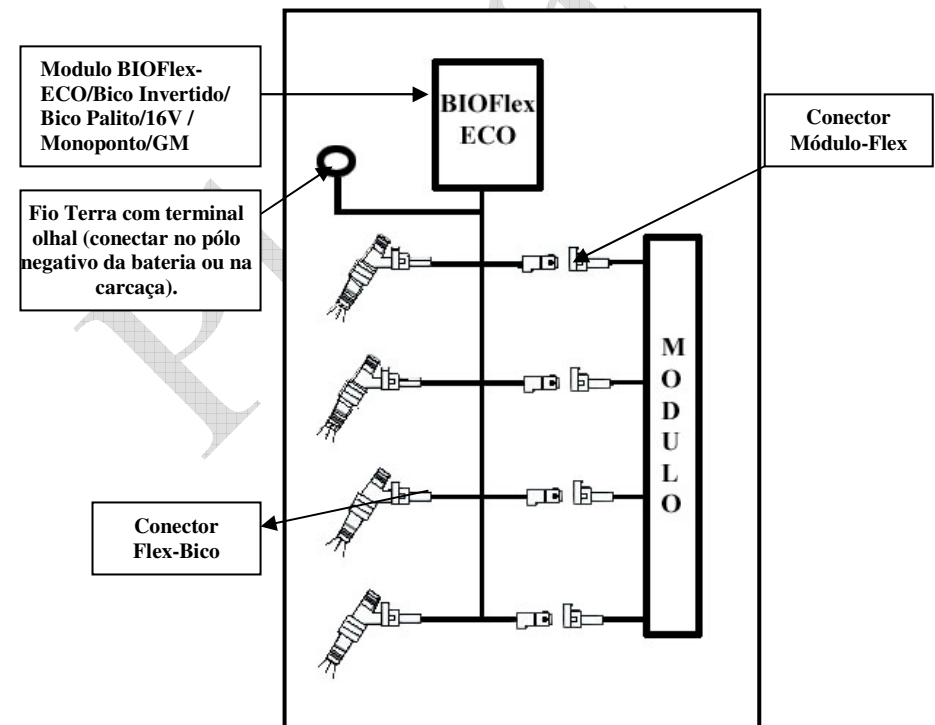 Modulo BIOFlex-
ECO/Bico Invertido/
Bico Palito/16V /
Monoponto/GM
BIOFlex
ECO
Conector
Módulo-Flex
Fio Terra com terminal
olhal (conectar no pólo
negativo da bateria ou na
carcaça).
M
O
D
U
L
O
Conector
Flex-Bico